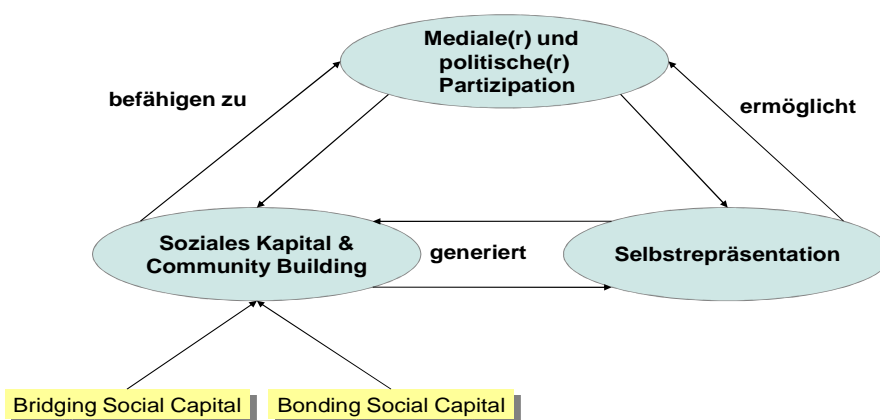 Mediale(r) und
politische(r)
Partizipation
befähigen zu
ermöglicht
Soziales Kapital &
Community Building
generiert
Selbstrepräsentation
Bridging Social Capital
Bonding Social Capital